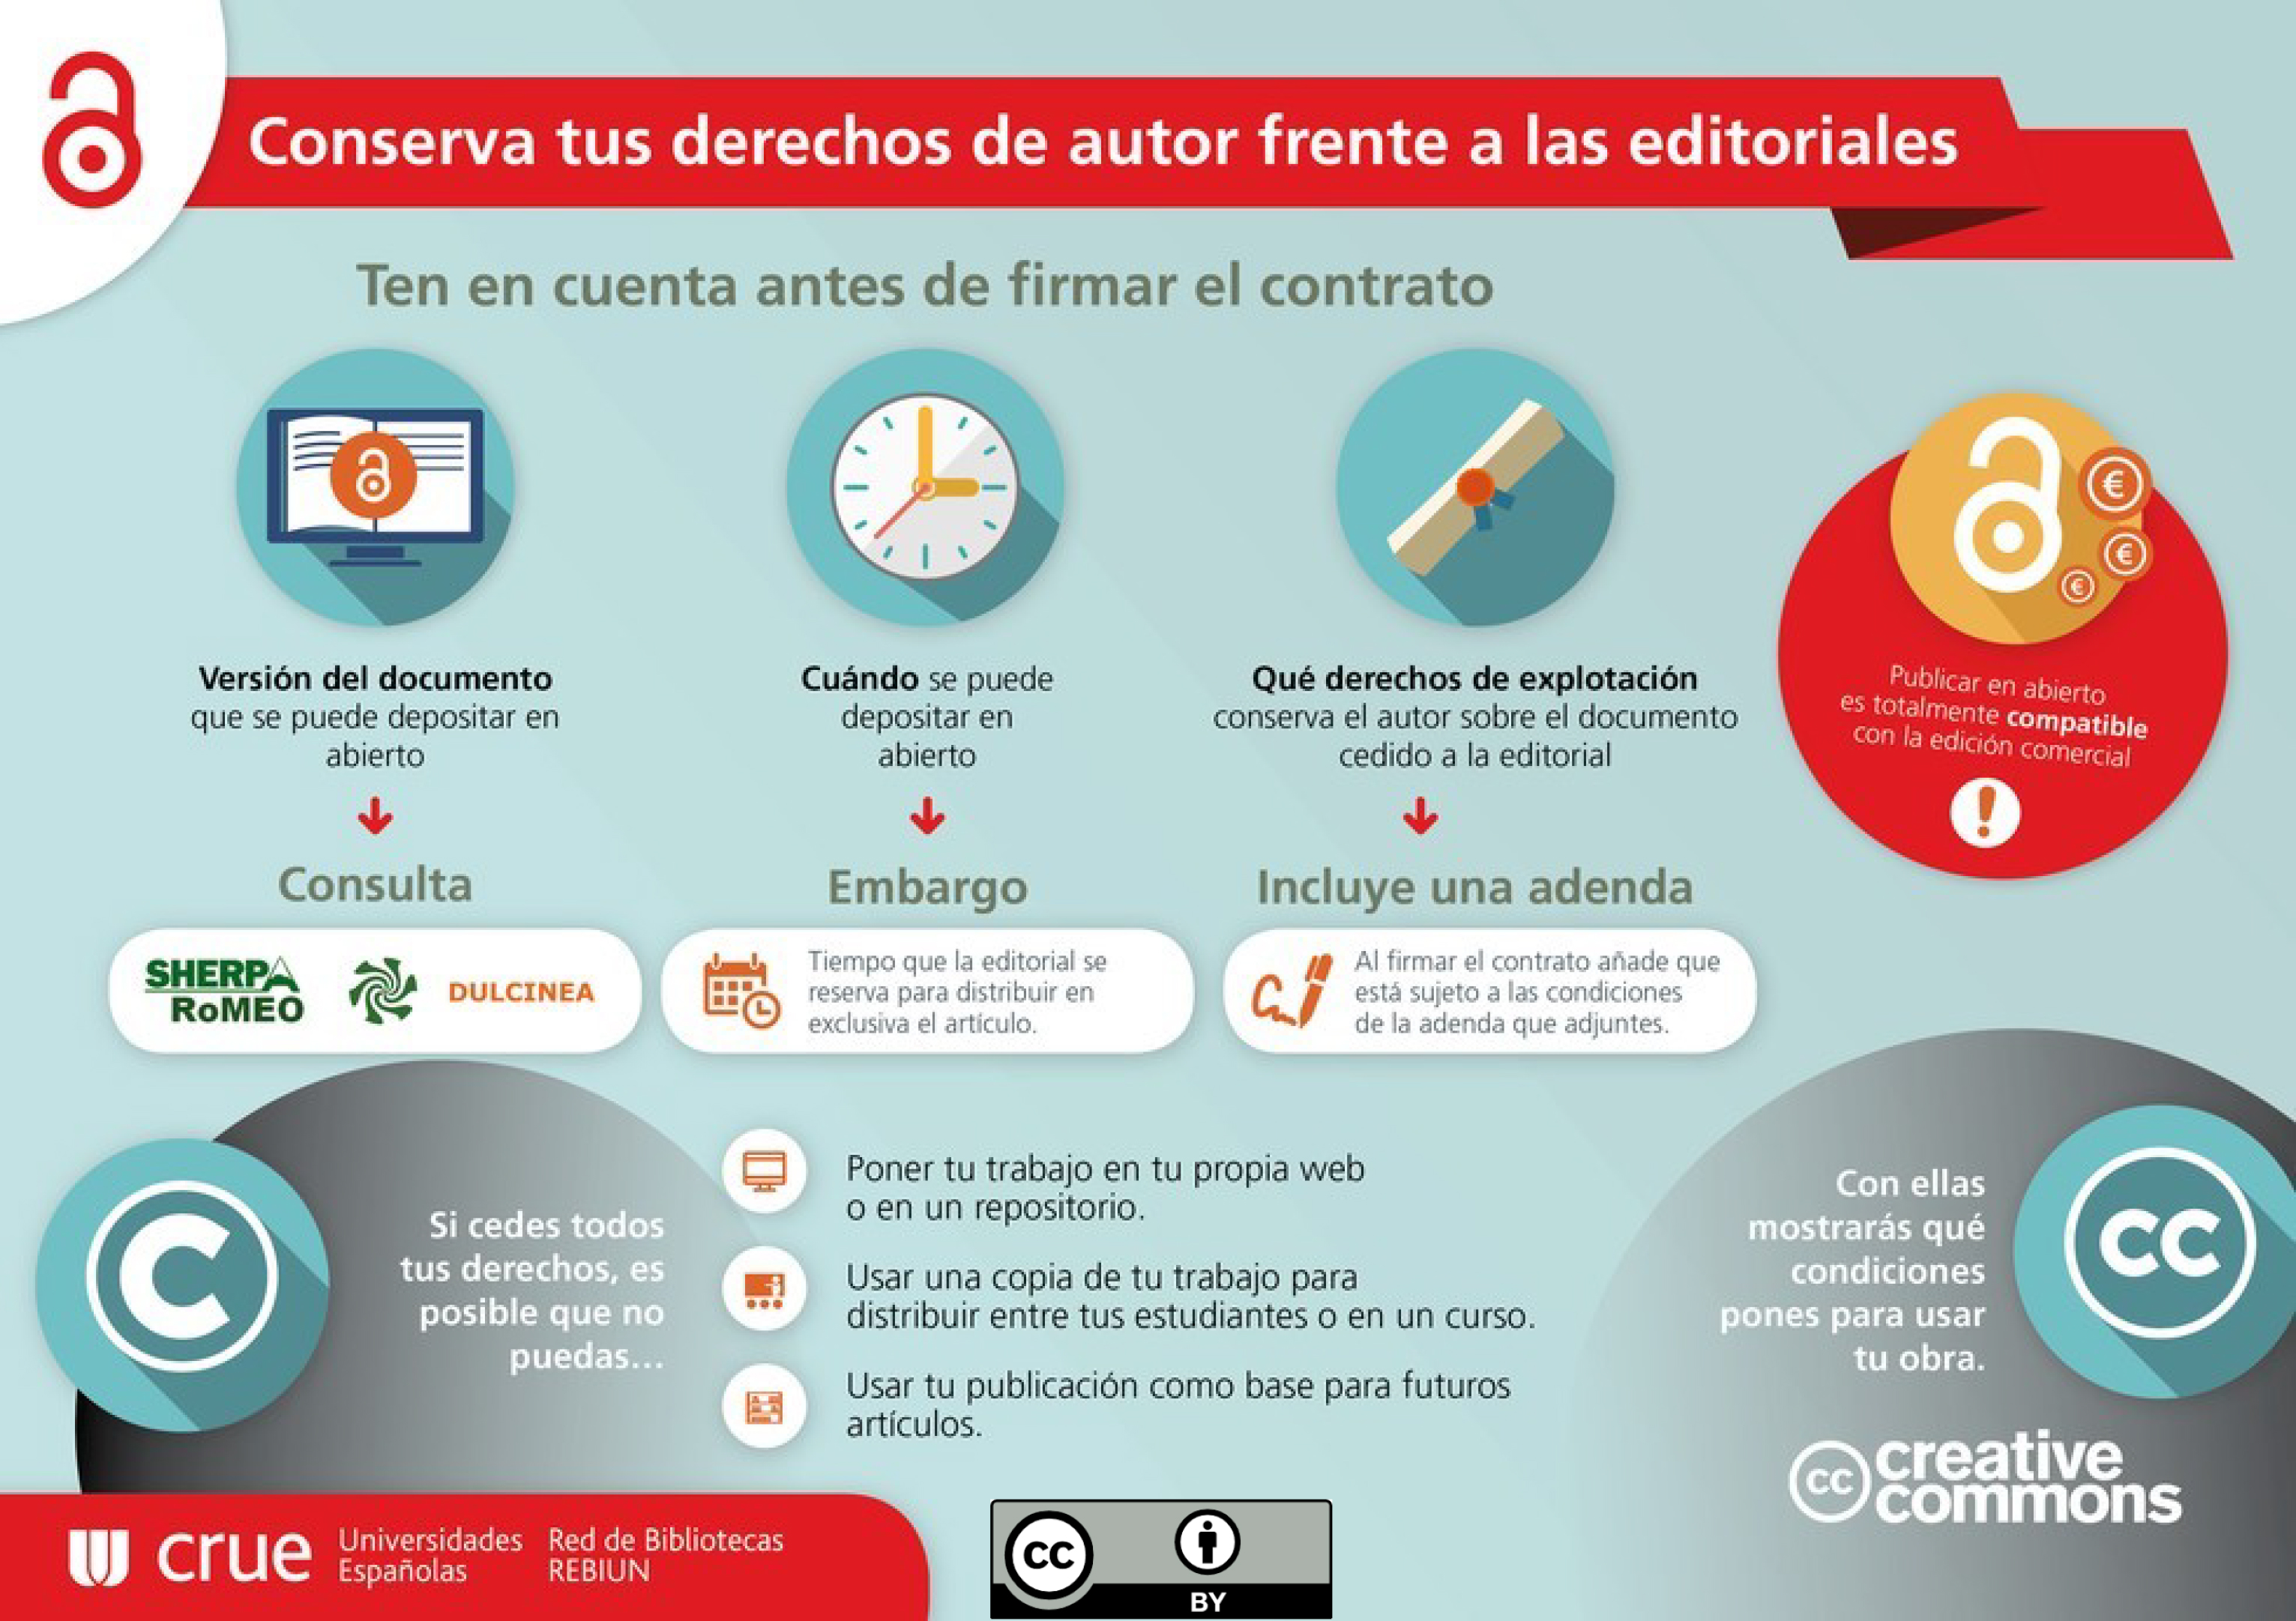 Conserva tus derechos de autor frente a las editoriales
Ten en cuenta antes de firmar el contrato
Versión del documento
que se puede depositar en
abierto
Consulta
SHERPA
RoMEO
DULCINEA
Cuándo se puede
depositar en
abierto
Embargo
Tiempo que la editorial se
reserva para distribuir en
exclusiva el artículo.
Qué derechos de explotación
conserva el autor sobre el documento
cedido a la editorial
Incluye una adenda
Al firmar el contrato añade que
está sujeto a las condiciones
de la adenda que adjuntes.
€
€
€
Publicar en abierto
es totalmente compatible
con la edición comercial
!
C
Si cedes todos
tus derechos, es
posible que no
puedas...
Poner tu trabajo en tu propia web
o en un repositorio.
Usar una copia de tu trabajo para
distribuir entre tus estudiantes o en un curso.
Usar tu publicación como base para futuros
artículos.
Con ellas
mostrarás qué
condiciones
pones para usar
tu obra.
cc
cc creative
commons
crue
Universidades
Españolas
Red de Bibliotecas
REBIUN
cc
BY